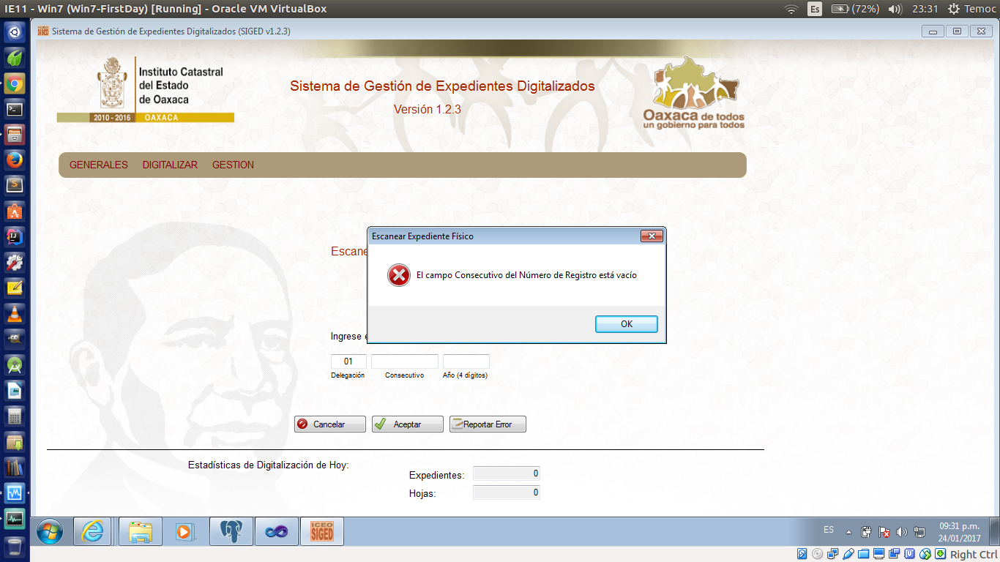 IE11 - Win7 (Win7-FirstDay) [Running] - Oracle VM VirtualBox
Es
(72%)
23:31
Temoc
Sistema de Gestión de Expedientes Digitalizados (SIGED v1.2.3)
Instituto Catastral
del Estado
de Oaxaca
2010 - 2016 OAXACA
Sistema de Gestión de Expedientes Digitalizados
Versión 1.2.3
Oaxaca de todos
un gobierno para todos
GENERALES DIGITALIZAR GESTION
Escanear Expediente Físico
Escane
El campo Consecutivo del Número de Registro está vacío
OK
Ingrese e
01
Delegación Consecutivo Año (4 dígitos)
Cancelar Aceptar Reportar Error
Estadísticas de Digitalización de Hoy:
Expedientes: 0
Hojas: 0
ICEO
SIGED
ES
09:31 p.m.
24/01/2017
Right Ctrl